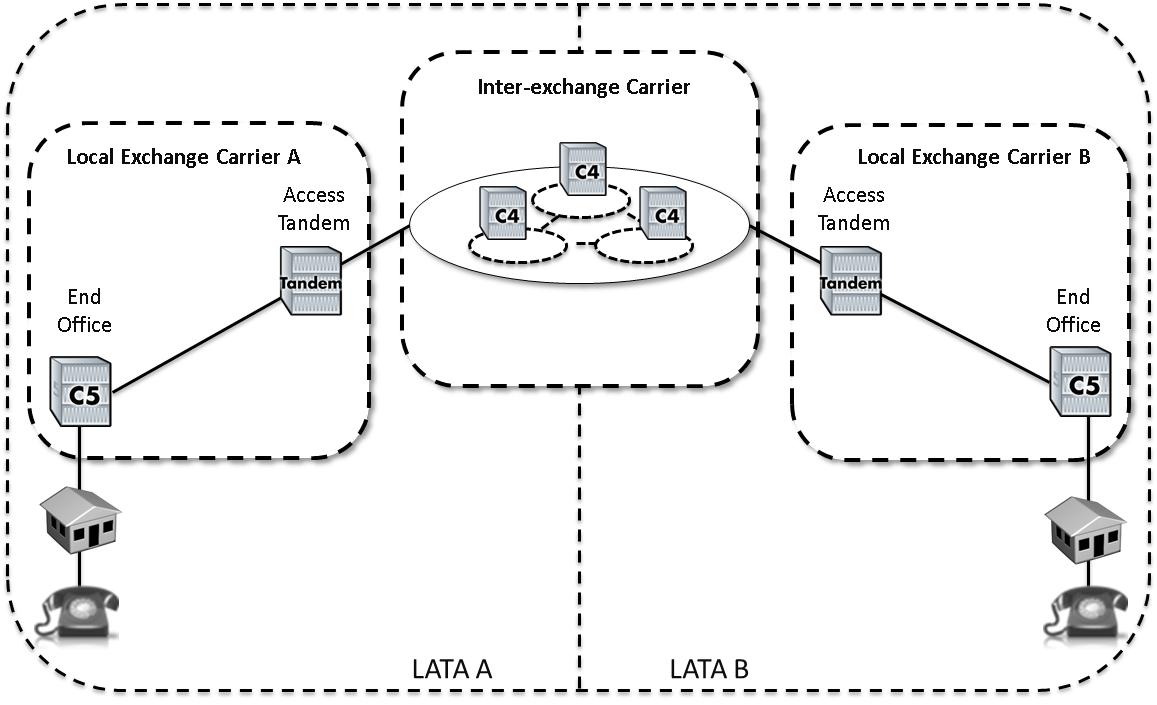 Inter-exchange Carrier
C4
C4
C4
Local Exchange Carrier A
Access
Tandem
Tandem
End
Office
C5
Local Exchange Carrier B
Access
Tandem
Tandem
End
Office
C5
LATA A
LATA B